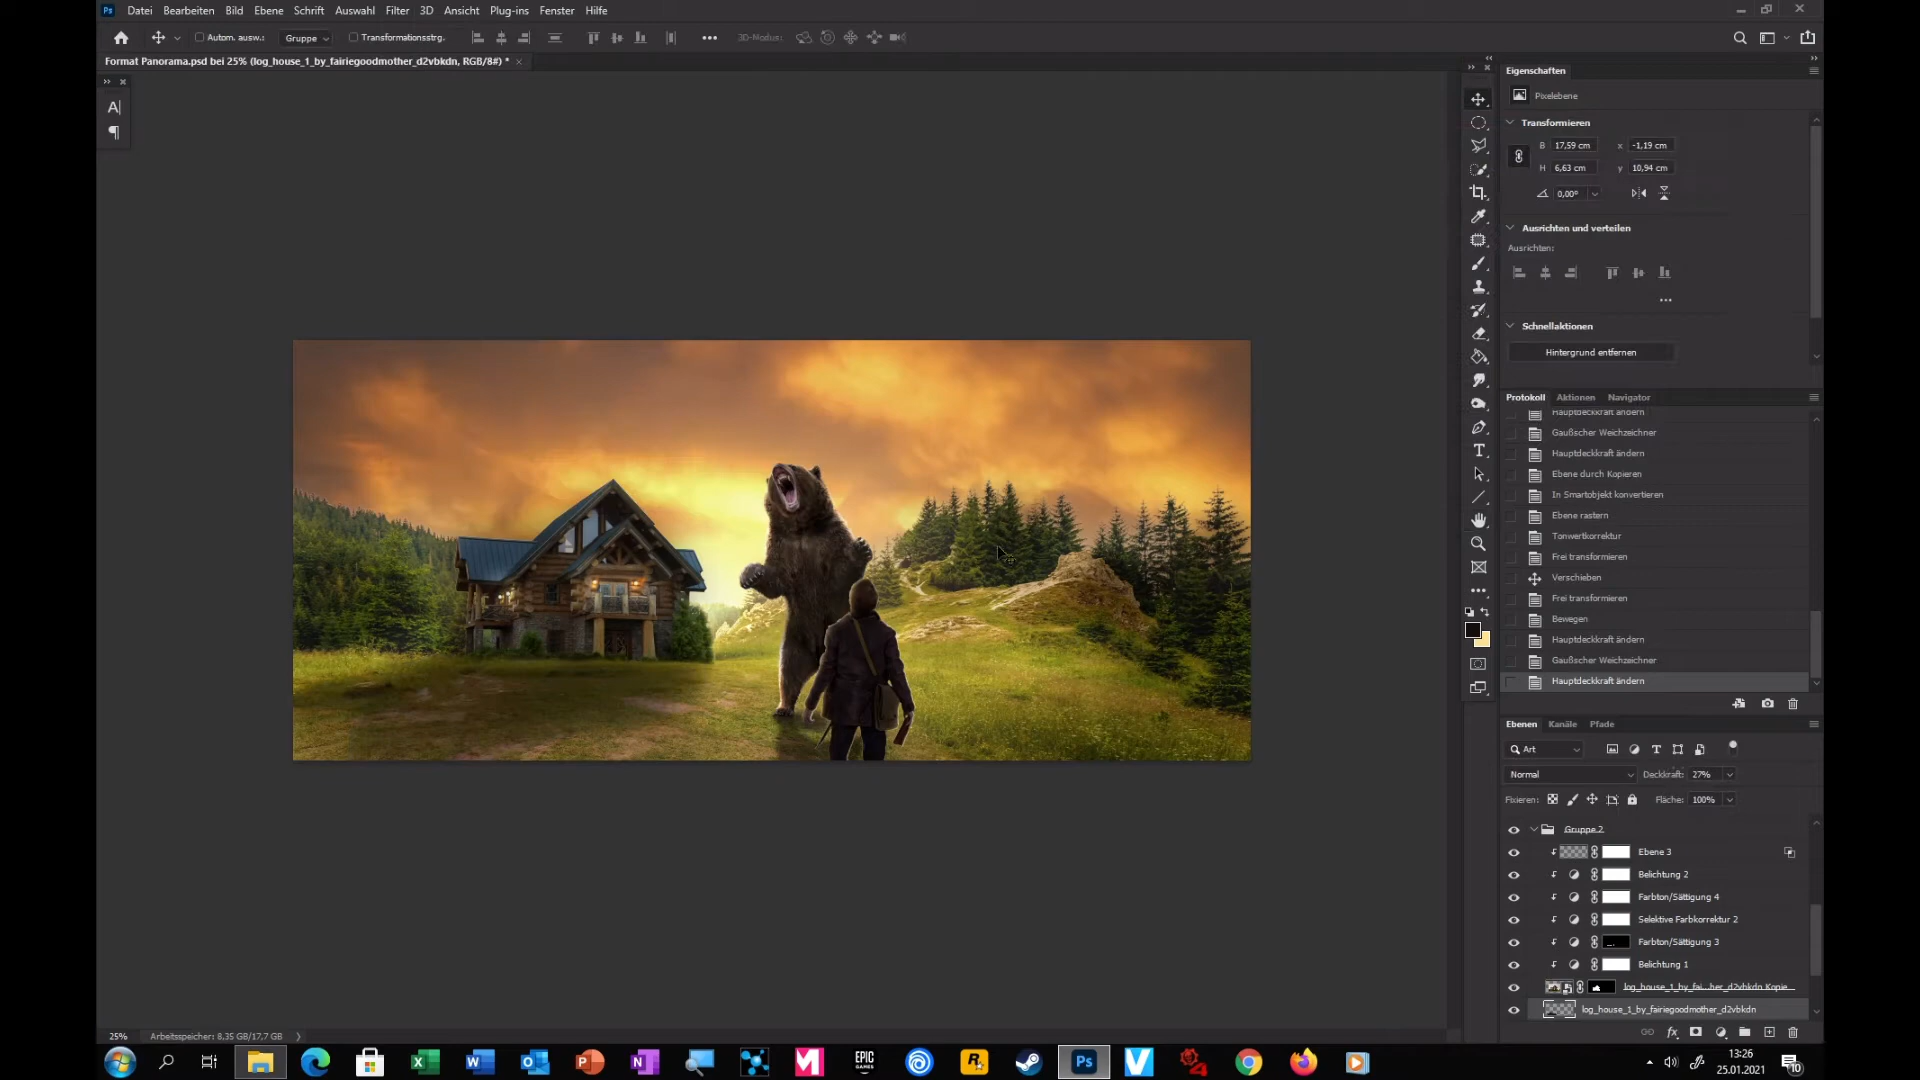 Ps Datei Bearbeiten Bild Ebene Schrift Auswahl Filter 3D Ansicht Plug-ins Fenster Hilfe
Autom. ausw.: Gruppe Transformationsstrg. 3D-Modus:
Format Panorama.psd bei 25% (log_house_1_by_fairiegoodmother_d2vbkdn, RGB/8#) *
Eigenschaften
Pixelebene
Transformieren
B 17,59 cm x -1,19 cm
H 6,63 cm y 10,94 cm
0,00°
Ausrichten und verteilen
Ausrichten:
Schnellaktionen
Hintergrund entfernen
Protokoll Aktionen Navigator
Hauptdeckkraft ändern
Gaußscher Weichzeichner
Hauptdeckkraft ändern
Ebene durch Kopieren
In Smartobjekt konvertieren
Ebene rastern
Tonwertkorrektur
Frei transformieren
Verschieben
Frei transformieren
Bewegen
Hauptdeckkraft ändern
Gaußscher Weichzeichner
Hauptdeckkraft ändern
Ebenen Kanäle Pfade
Art
Normal Deckkraft: 27%
Fixieren: Fläche: 100%
Gruppe 2
Ebene 3
Belichtung 2
Farbton/Sättigung 4
Selektive Farbkorrektur 2
Farbton/Sättigung 3
Belichtung 1
log_house_1_by_fai...her_d2vbkdn Kopie
log_house_1_by_fairiegoodmother_d2vbkdn
25% Arbeitsspeicher: 8,35 GB/17,7 GB
EPIC GAMES
Ps
13:26
25.01.2021
10